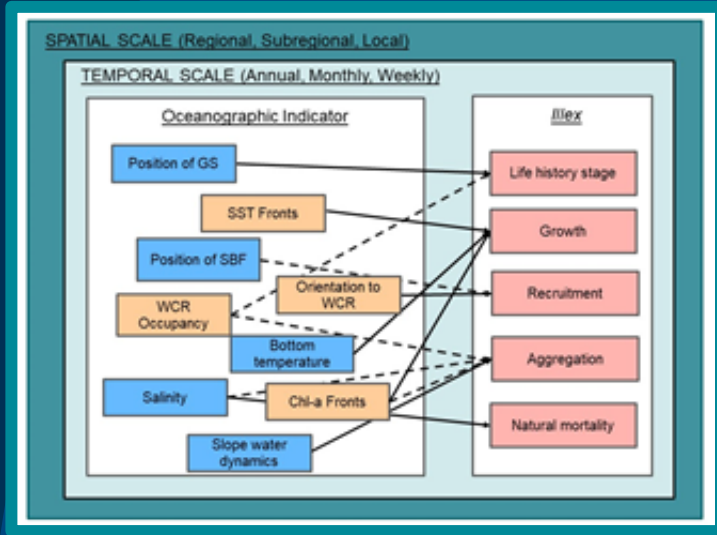 SPATIAL SCALE (Regional, Subregional, Local)
TEMPORAL SCALE (Annual, Monthly, Weekly)
Oceanographic Indicator
Position of GS
SST Fronts
Position of SBF
Orientation to
WCR
WCR
Occupancy
Bottom
temperature
Salinity
Chl-a Fronts
Slope water
dynamics
Illex
Life history stage
Growth
Recruitment
Aggregation
Natural mortality